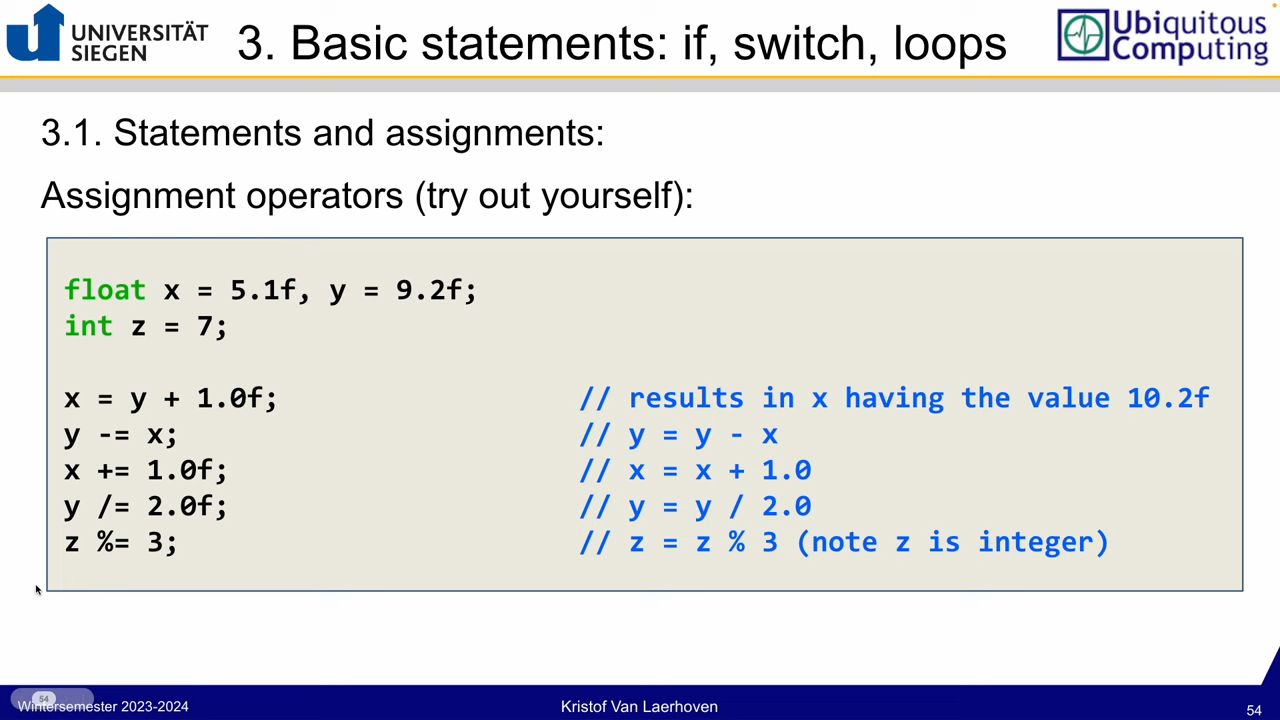 UNIVERSITÄT
SIEGEN
3. Basic statements: if, switch, loops
Ubiquitous
Computing
3.1. Statements and assignments:
Assignment operators (try out yourself):
float x = 5.1f, y = 9.2f;
int z = 7;
x = y + 1.0f; // results in x having the value 10.2f
y -= x; // y = y - x
x += 1.0f; // x = x + 1.0
y /= 2.0f; // y = y / 2.0
z %= 3; // z = z % 3 (note z is integer)
54
Wintersemester 2023-2024
Kristof Van Laerhoven
54